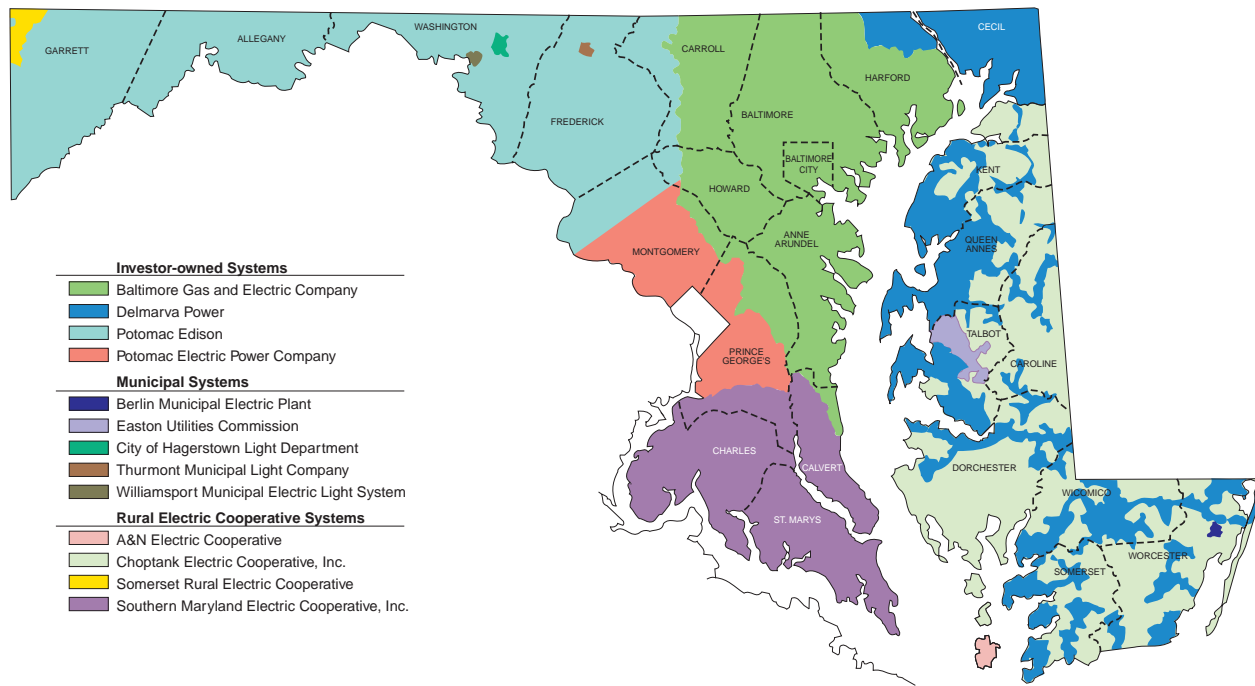 WASHINGTON
CECIL
GARRETT
ALLEGANY
CARROLL
HARFORD
FREDERICK
BALTIMORE
BALTIMORE
CITY
KENT
HOWARD
ANNE
ARUNDEL
QUEEN
ANNES
MONTGOMERY
TALBOT
PRINCE
GEORGE'S
CAROLINE
CHARLES
CALVERT
DORCHESTER
WICOMICO
ST. MARYS
WORCESTER
SOMERSET
Investor-owned Systems
Baltimore Gas and Electric Company
Delmarva Power
Potomac Edison
Potomac Electric Power Company
Municipal Systems
Berlin Municipal Electric Plant
Easton Utilities Commission
City of Hagerstown Light Department
Thurmont Municipal Light Company
Williamsport Municipal Electric Light System
Rural Electric Cooperative Systems
A&N Electric Cooperative
Choptank Electric Cooperative, Inc.
Somerset Rural Electric Cooperative
Southern Maryland Electric Cooperative, Inc.